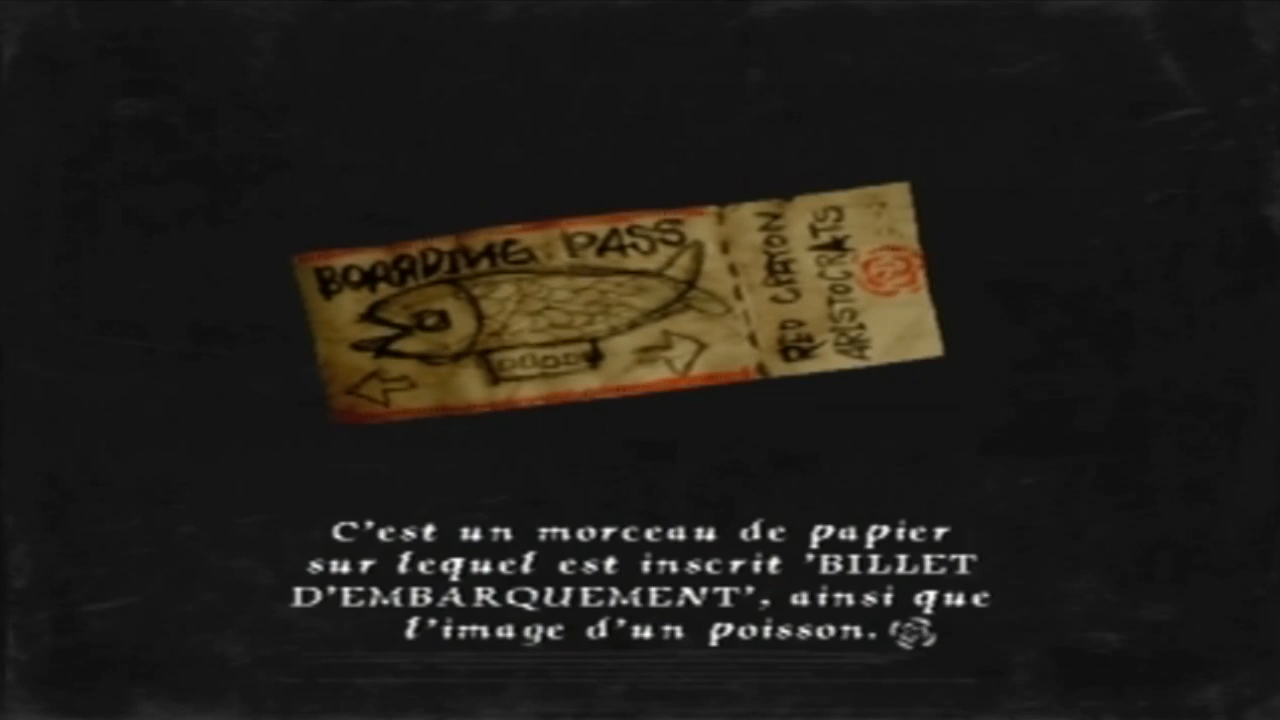 BOARDING PASS
RED CRAYON
ARISTOCRATS
C'est un morceau de papier
sur lequel est inscrit 'BILLET
D'EMBARQUEMENT', ainsi que
l'image d'un poisson.